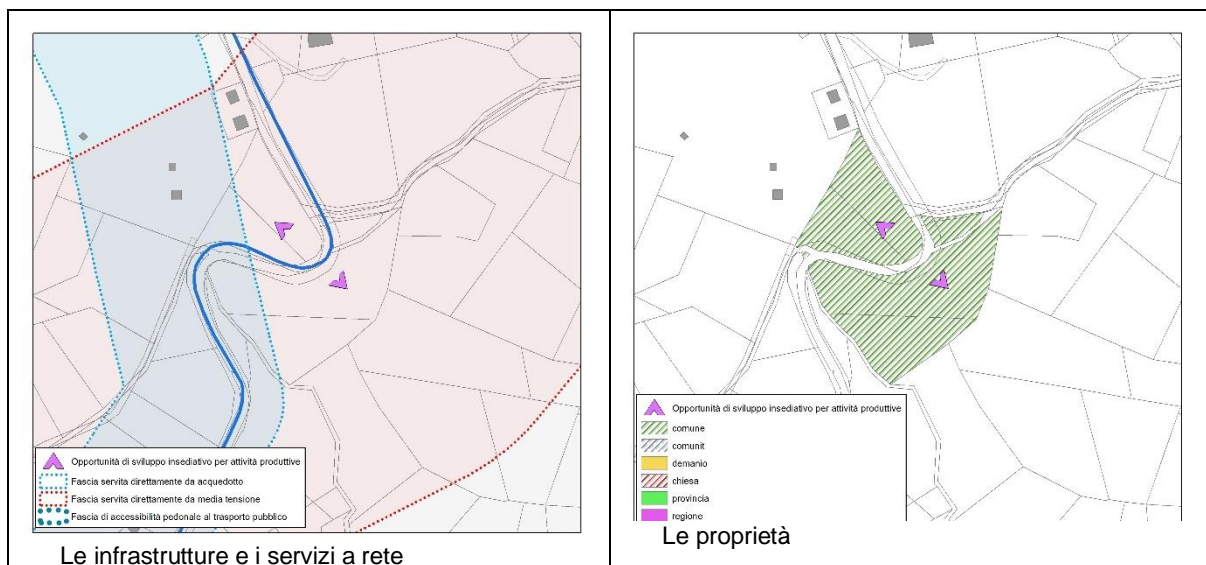 Opportunità di sviluppo insediativo per attività produttive
Fascia servita direttamente da acquedotto
Fascia servita direttamente da media tensione
Fascia di accessibilità pedonale al trasporto pubblico
Le infrastrutture e i servizi a rete
Opportunità di sviluppo insediativo per attività produttive
comune
comunit
demanio
chiesa
provincia
regione
Le proprietà